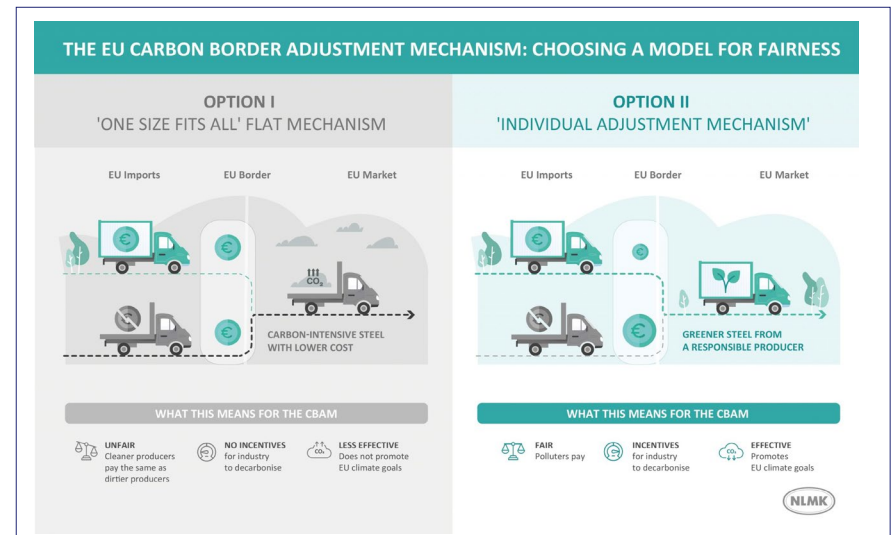 THE EU CARBON BORDER ADJUSTMENT MECHANISM: CHOOSING A MODEL FOR FAIRNESS
OPTION I
'ONE SIZE FITS ALL' FLAT MECHANISM
EU Imports
EU Border
EU Market
€
€
CO₂
€
CARBON-INTENSIVE STEEL
WITH LOWER COST
WHAT THIS MEANS FOR THE CBAM
UNFAIR
Cleaner producers
pay the same as
dirtier producers
NO INCENTIVES
for industry
to decarbonise
CO₂
LESS EFFECTIVE
Does not promote
EU climate goals
OPTION II
'INDIVIDUAL ADJUSTMENT MECHANISM'
EU Imports
EU Border
EU Market
€
€
€
GREENER STEEL FROM
A RESPONSIBLE PRODUCER
WHAT THIS MEANS FOR THE CBAM
FAIR
Polluters pay
INCENTIVES
for industry
to decarbonise
CO₂
EFFECTIVE
Promotes
EU climate goals
NLMK